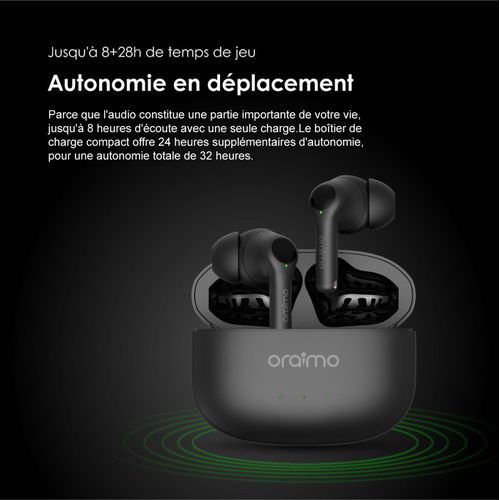 Jusqu'à 8+28h de temps de jeu
Autonomie en déplacement
Parce que l'audio constitue une partie importante de votre vie,
jusqu'à 8 heures d'écoute avec une seule charge.Le boîtier de
charge compact offre 24 heures supplémentaires d'autonomie,
pour une autonomie totale de 32 heures.
oraimo
oraimo